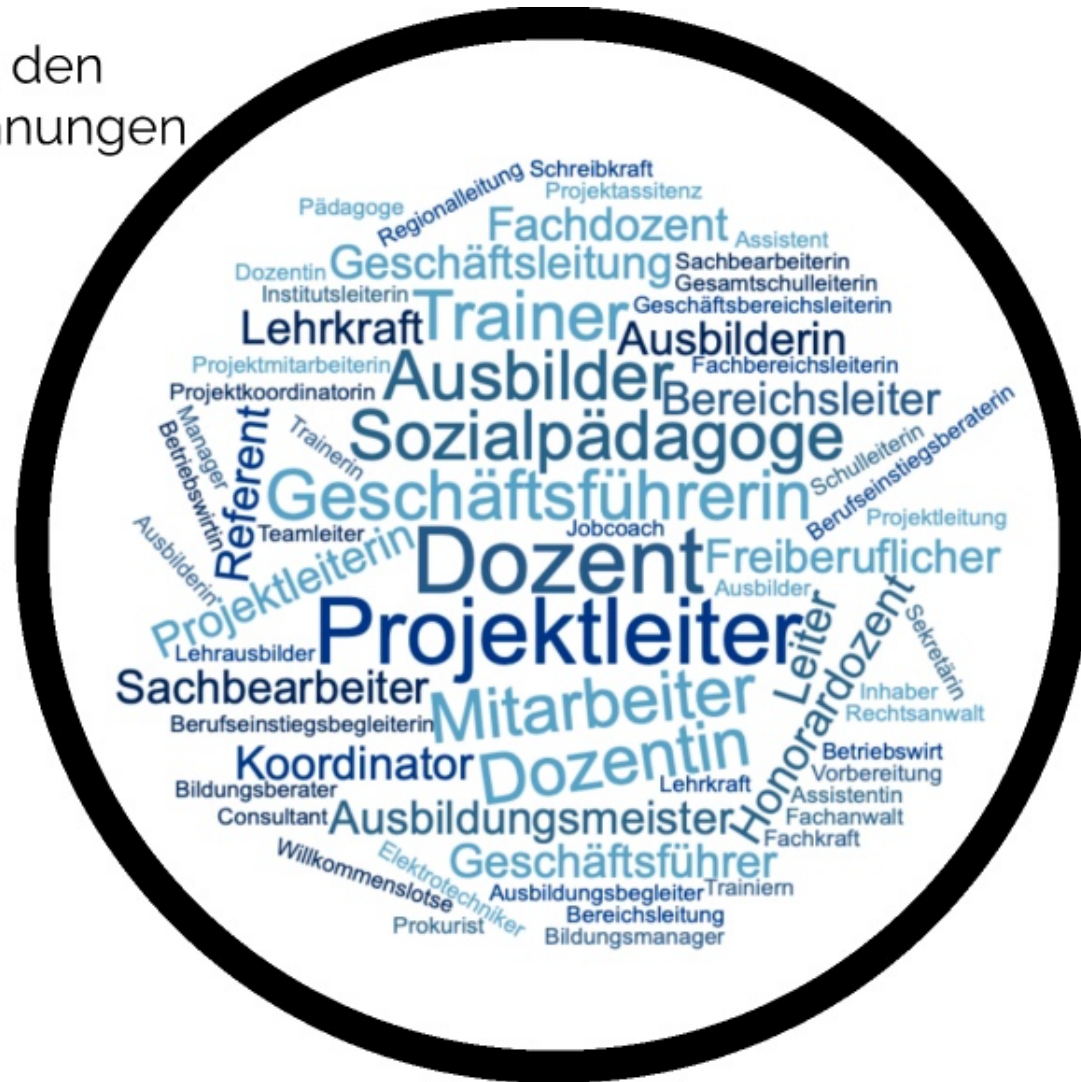 den
Schreibkraft
Regionalleitung
Projektassitenz
Pädagoge
Fachdozent
Assistent
Dozentin
Geschäftsleitung
Sachbearbeiterin
Gesamtschulleiterin
Institutsleiterin
Trainer
Geschäftsbereichsleiterin
Lehrkraft
Ausbilderin
Projektmitarbeiterin
Ausbilder
Fachbereichsleiterin
Projektkoordinatorin
Bereichsleiter
Manager
Betriebswirtin
Referent
Trainerin
Sozialpädagoge
Schulleiterin
Berufseinstiegsberaterin
Geschäftsführerin
Projektleitung
Teamleiter
Jobcoach
Ausbilderin
Projektleiterin
Dozent
Freiberuflicher
Ausbilder
Projektleiter
Leiter
Honorardozent
Sekretärin
Lehrausbilder
Sachbearbeiter
Mitarbeiter
Inhaber
Rechtsanwalt
Berufseinstiegsbegleiterin
Koordinator
Dozentin
Betriebswirt
Vorbereitung
Lehrkraft
Bildungsberater
Assistentin
Consultant
Ausbildungsmeister
Fachanwalt
Fachkraft
Willkommenslotse
Elektrotechniker
Geschäftsführer
Ausbildungsbegleiter
Trainiern
Prokurist
Bereichsleitung
Bildungsmanager